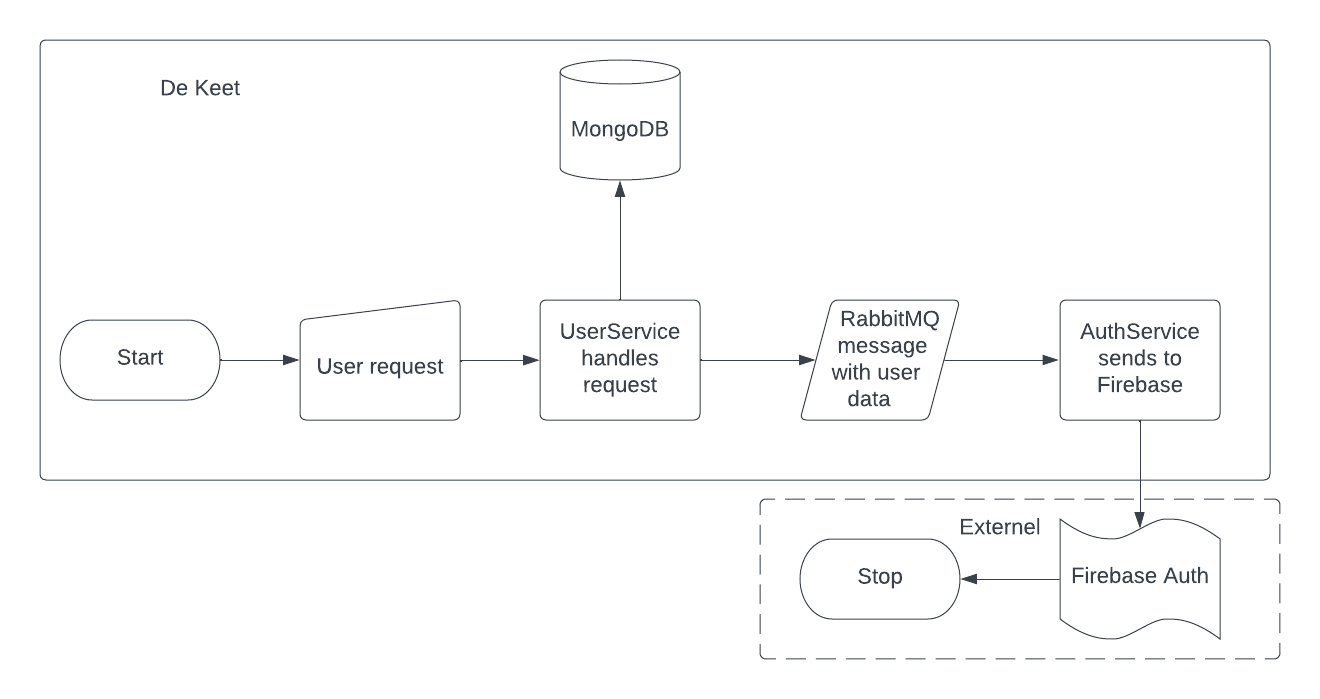 De Keet
MongoDB
Start
User request
UserService
handles
request
RabbitMQ
message
with user
data
AuthService
sends to
Firebase
Externel
Stop
Firebase Auth